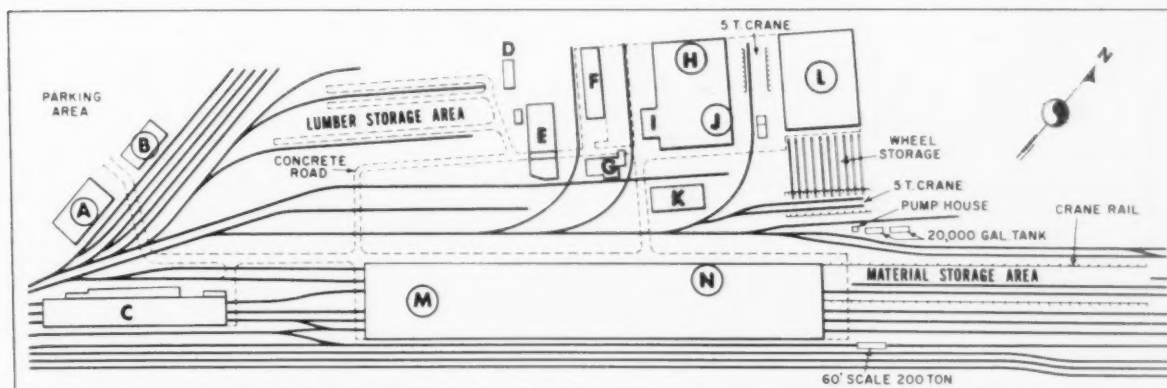 5 T. CRANE
N
D
H
F
L
PARKING
AREA
LUMBER STORAGE AREA
E
I
J
B
WHEEL
STORAGE
CONCRETE
ROAD
G
5 T. CRANE
A
K
PUMP HOUSE
CRANE RAIL
20,000 GAL. TANK
MATERIAL STORAGE AREA
C
M
N
60' SCALE 200 TON